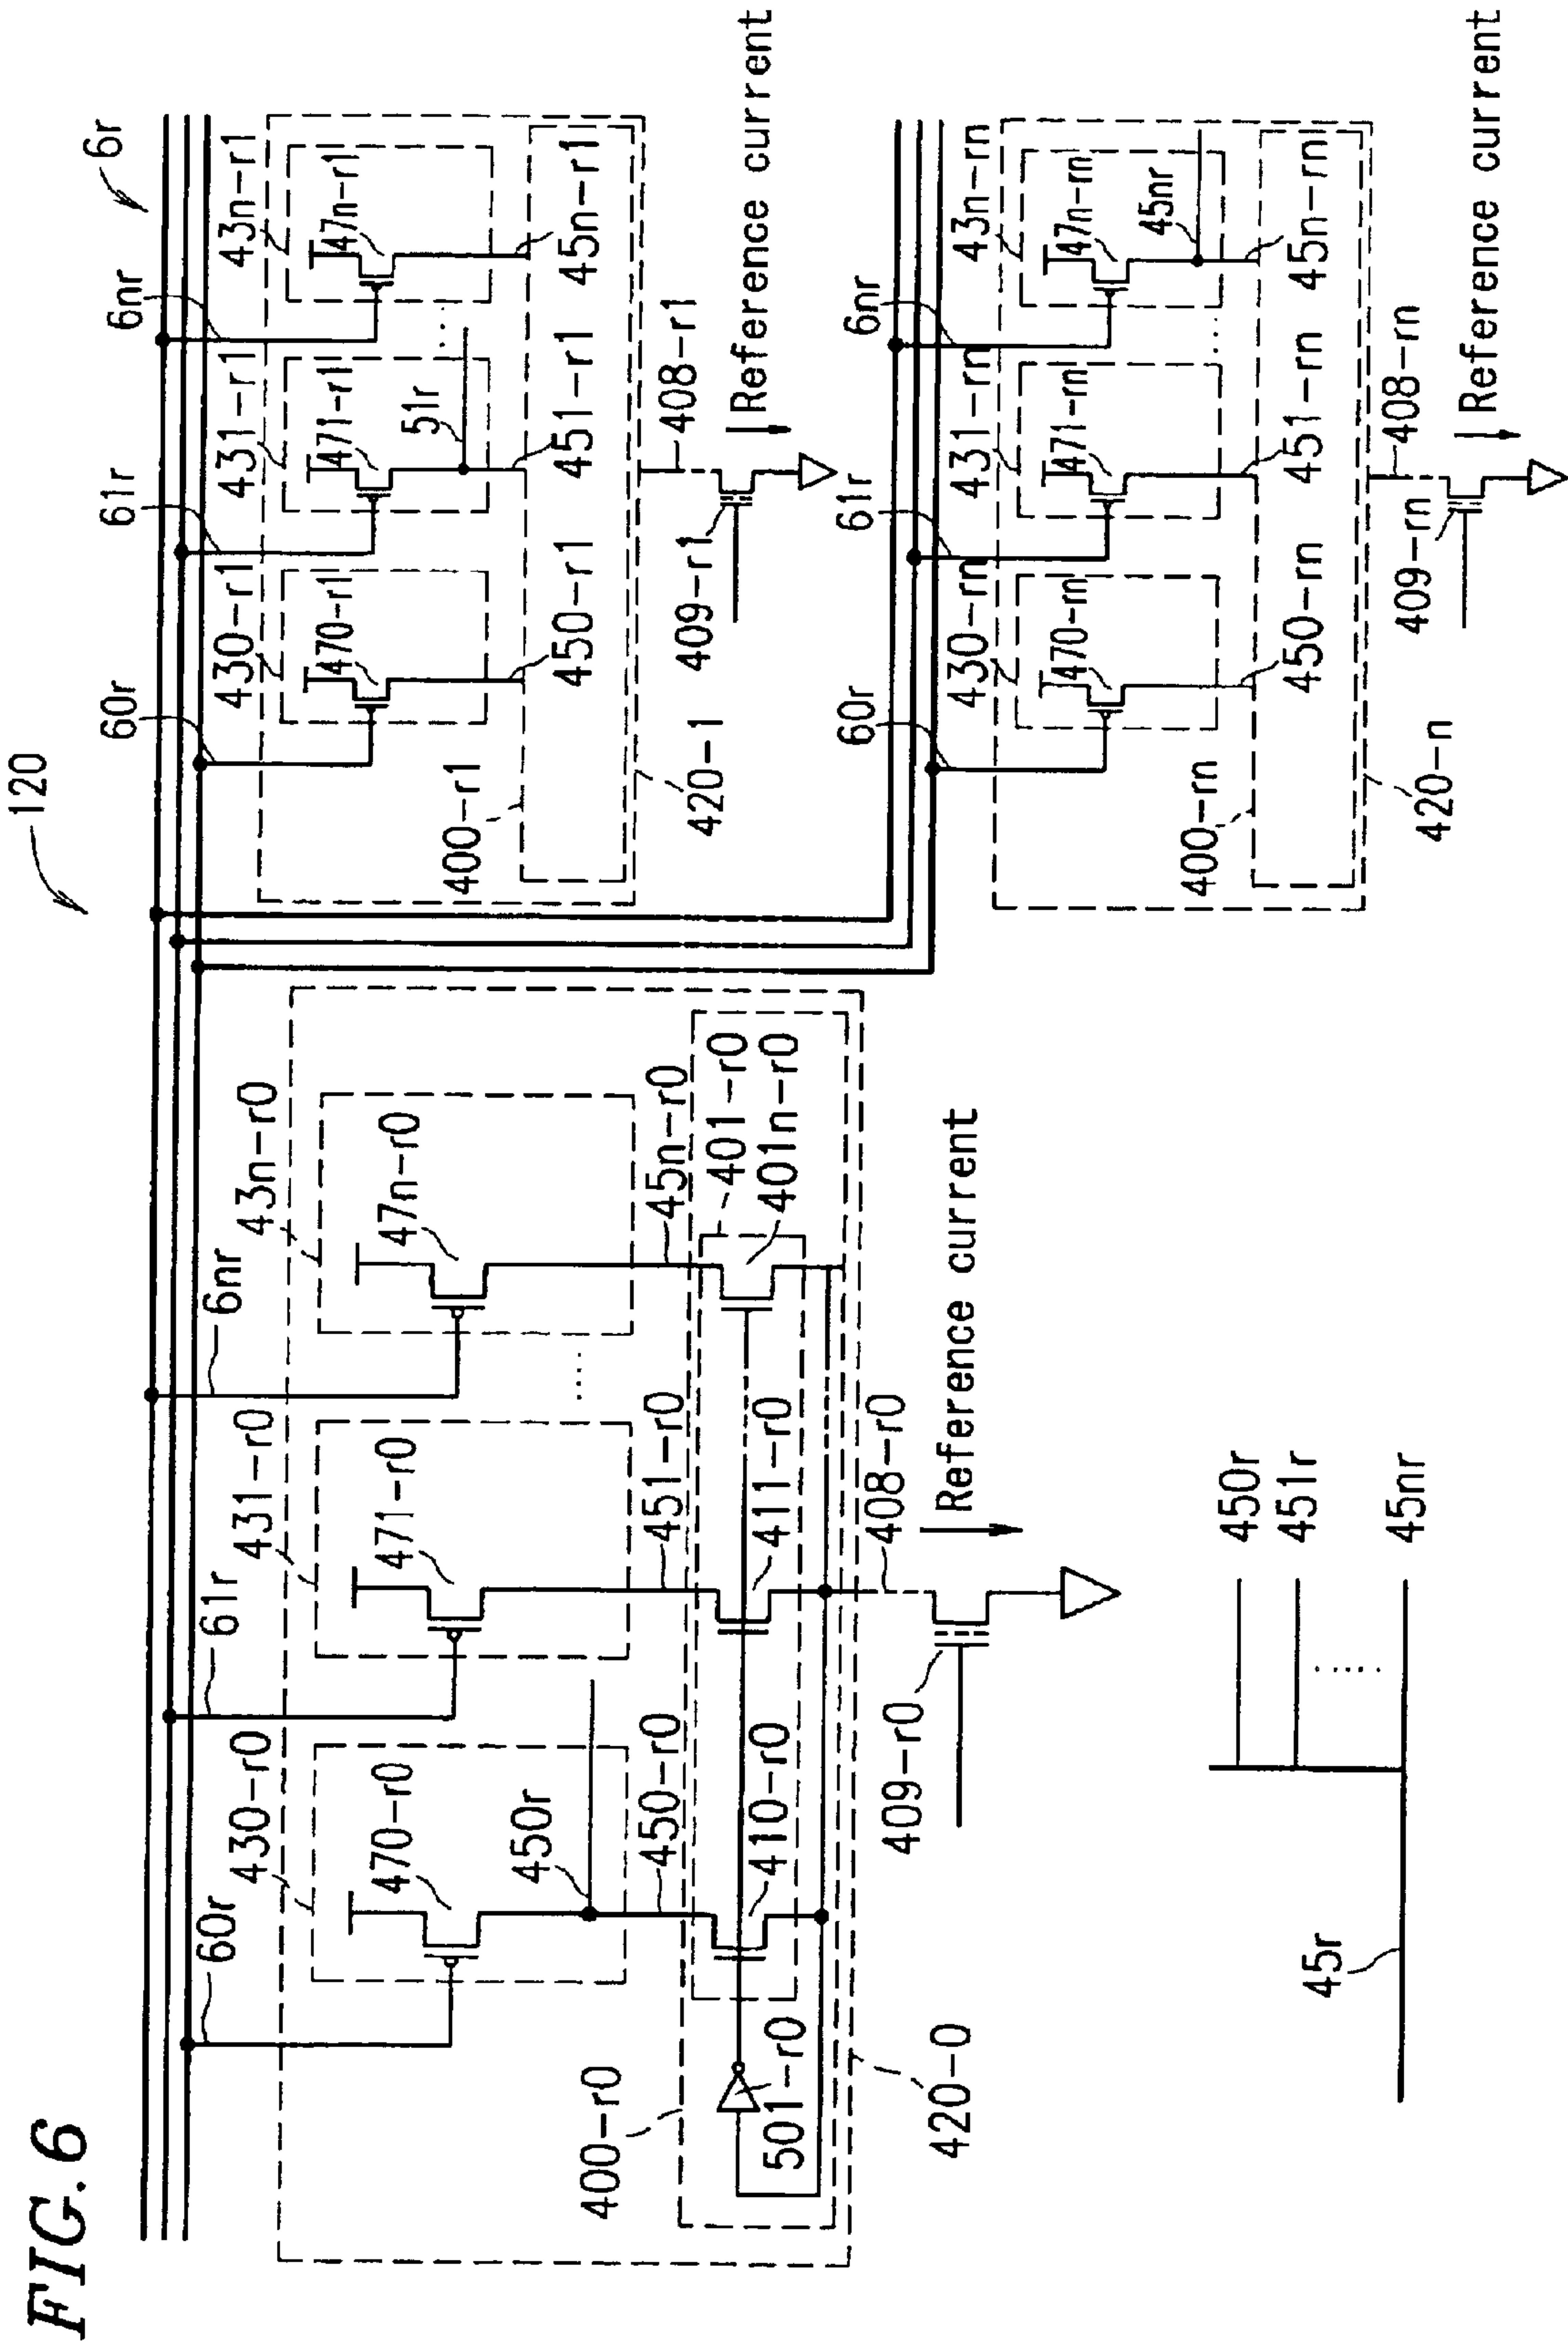 FIG. 6
120
6r
60r
61r
6nr
430-r0
431-r0
43n-r0
470-r0
471-r0
47n-r0
450r
450-r0
451-r0
45n-r0
400-r0
410-r0
411-r0
401-r0
401n-r0
501-r0
420-0
408-r0
409-r0
Reference current
60r
61r
6nr
430-r1
431-r1
43n-r1
470-r1
471-r1
47n-r1
51r
400-r1
450-r1
451-r1
45n-r1
420-1
408-r1
409-r1
Reference current
60r
61r
6nr
430-rn
431-rn
43n-rn
470-rn
471-rn
47n-rn
45nr
400-rn
450-rn
451-rn
45n-rn
420-n
408-rn
409-rn
Reference current
45r
450r
451r
45nr